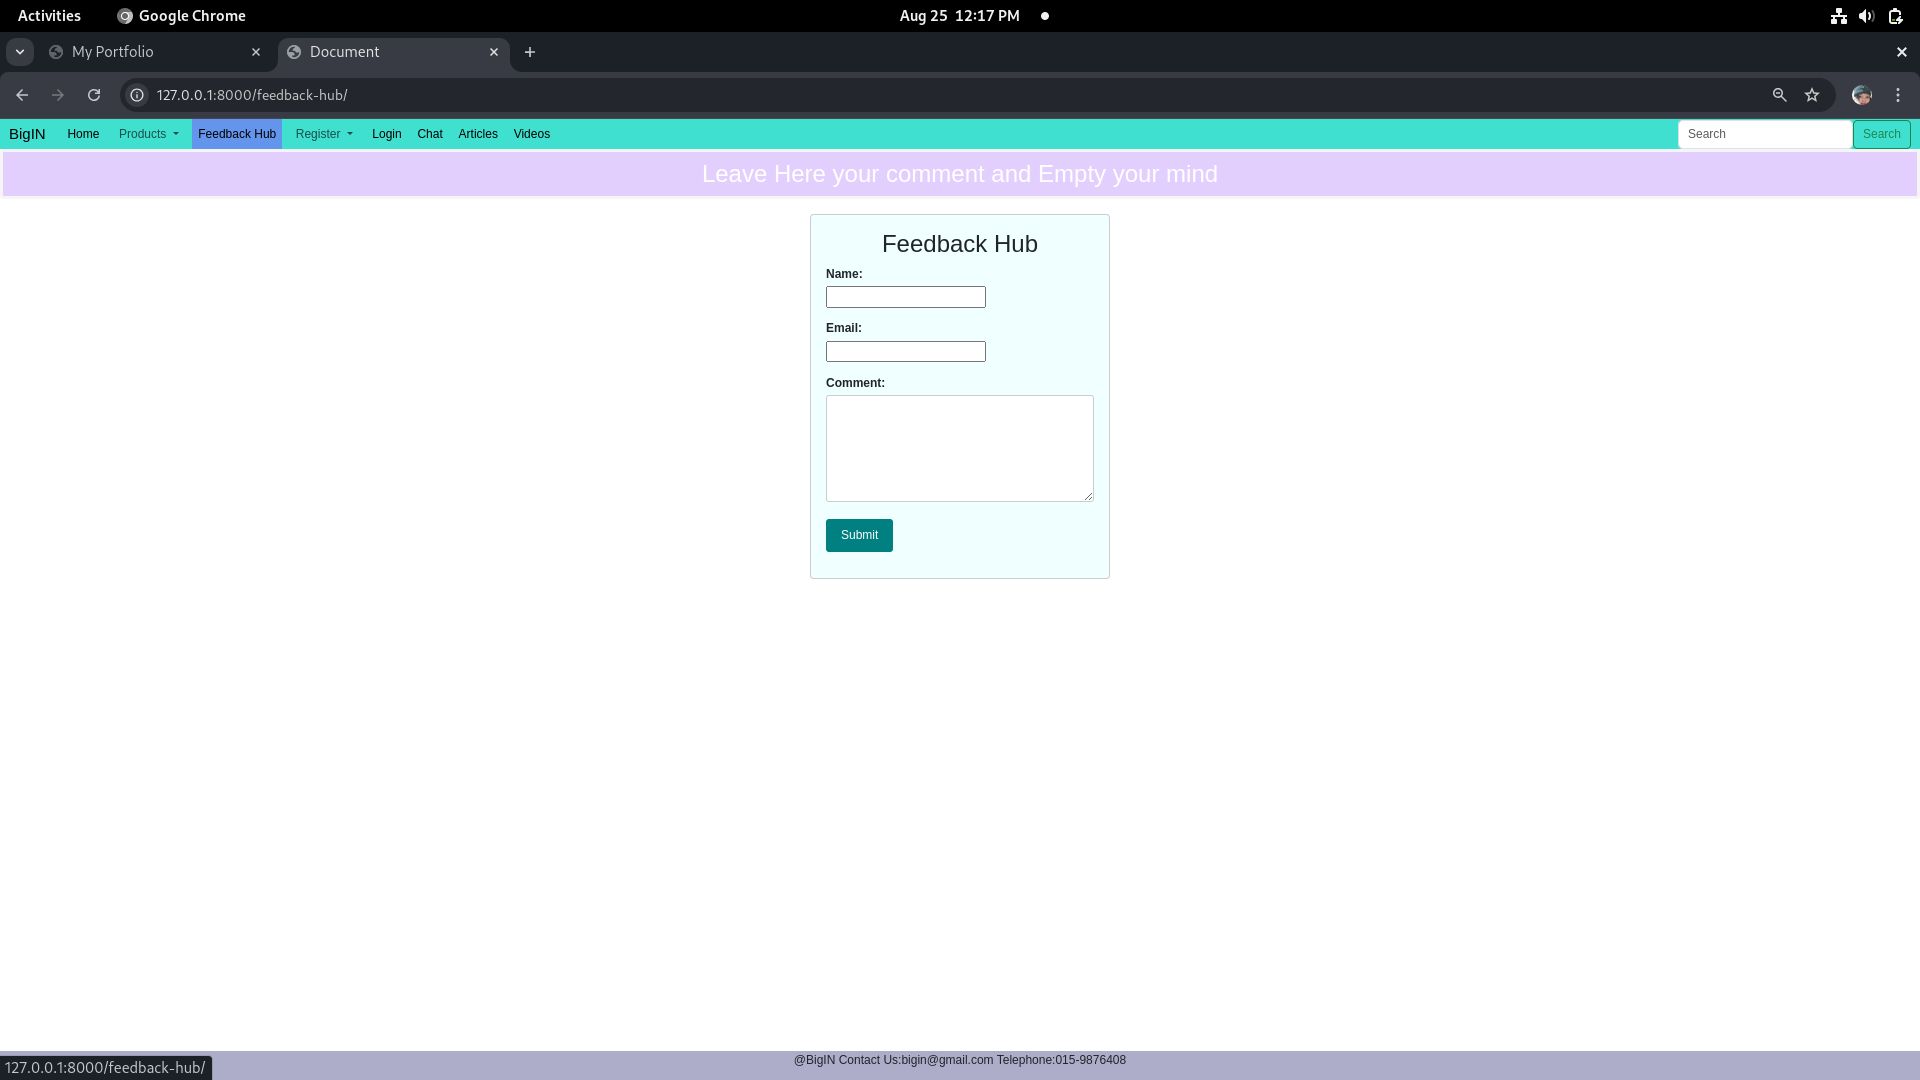 Activities Google Chrome Aug 25 12:17 PM
My Portfolio Document
127.0.0.1:8000/feedback-hub/
BigIN Home Products Feedback Hub Register Login Chat Articles Videos Search Search
Leave Here your comment and Empty your mind
Feedback Hub
Name:
Email:
Comment:
Submit
@BigIN Contact Us:bigin@gmail.com Telephone:015-9876408
127.0.0.1:8000/feedback-hub/